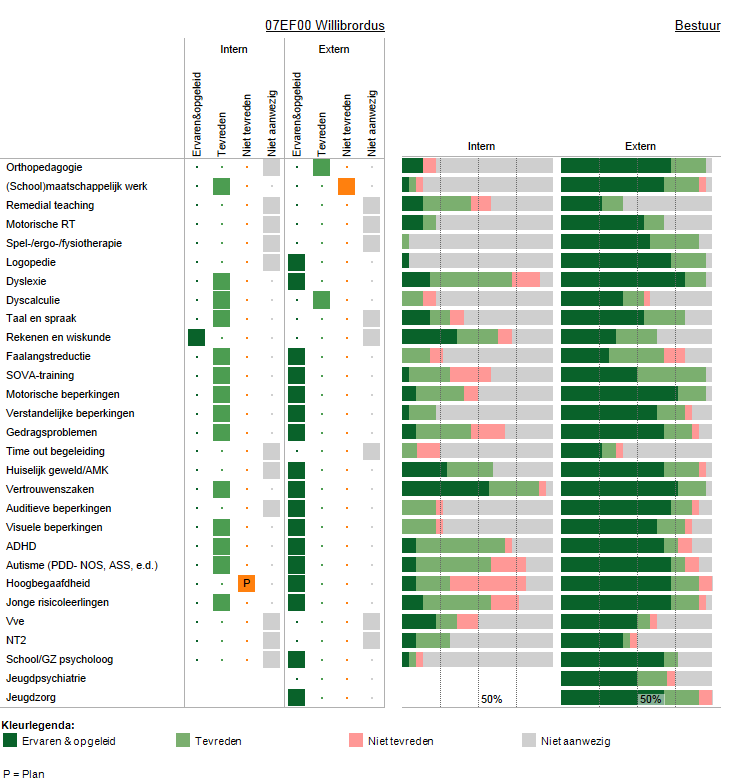 07EF00 Willibrordus
Bestuur
Intern
Extern
Ervaren&opgeleid
Tevreden
Niet tevreden
Niet aanwezig
Ervaren&opgeleid
Tevreden
Niet tevreden
Niet aanwezig
Intern
Extern
Orthopedagogie
(School)maatschappelijk werk
Remedial teaching
Motorische RT
Spel-/ergo-/fysiotherapie
Logopedie
Dyslexie
Dyscalculie
Taal en spraak
Rekenen en wiskunde
Faalangstreductie
SOVA-training
Motorische beperkingen
Verstandelijke beperkingen
Gedragsproblemen
Time out begeleiding
Huiselijk geweld/AMK
Vertrouwenszaken
Auditieve beperkingen
Visuele beperkingen
ADHD
Autisme (PDD- NOS, ASS, e.d.)
Hoogbegaafdheid P
Jonge risicoleerlingen
Vve
NT2
School/GZ psycholoog
Jeugdpsychiatrie
Jeugdzorg
50%
50%
Kleurlegenda:
Ervaren & opgeleid
Tevreden
Niet tevreden
Niet aanwezig
P = Plan